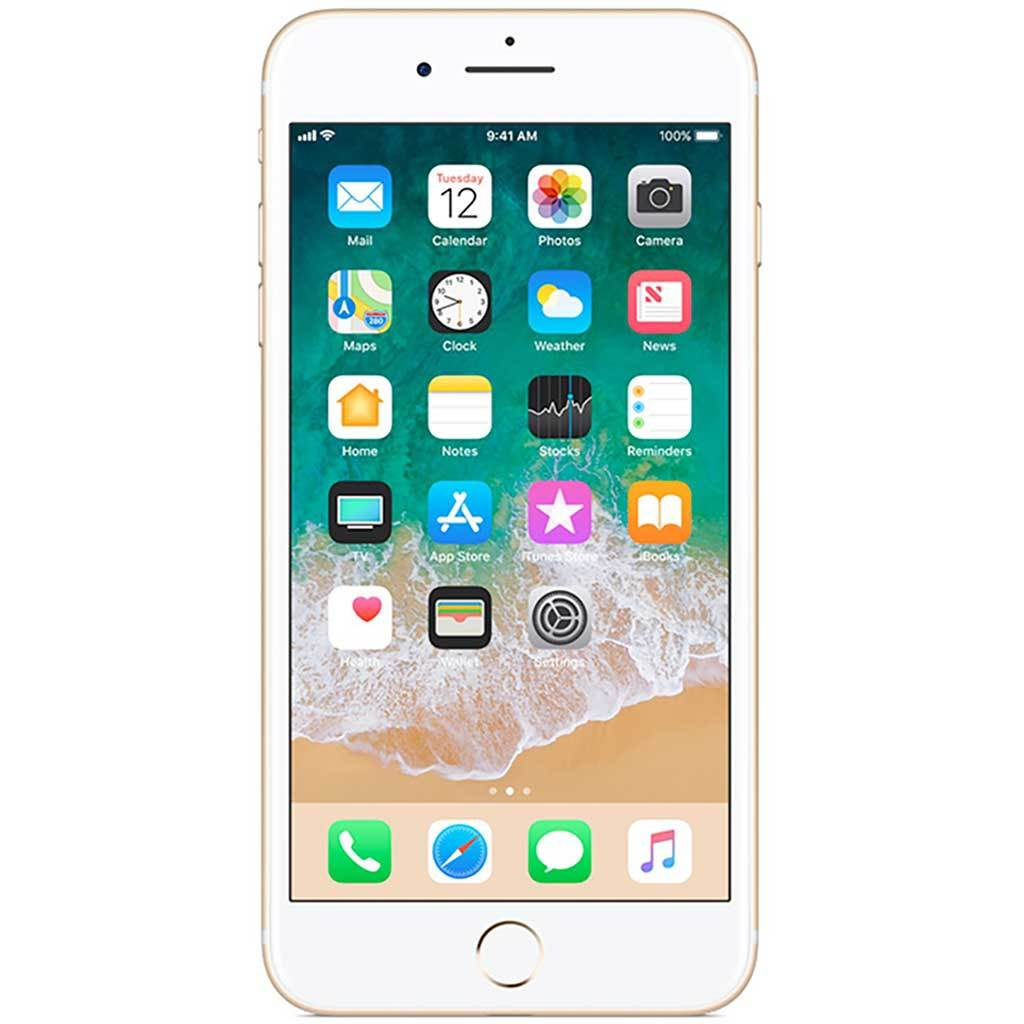 9:41 AM 100%
Tuesday
12
Mail Calendar Photos Camera
280
Maps Clock Weather News
Home Notes Stocks Reminders
TV App Store iTunes Store iBooks
Health Wallet Settings